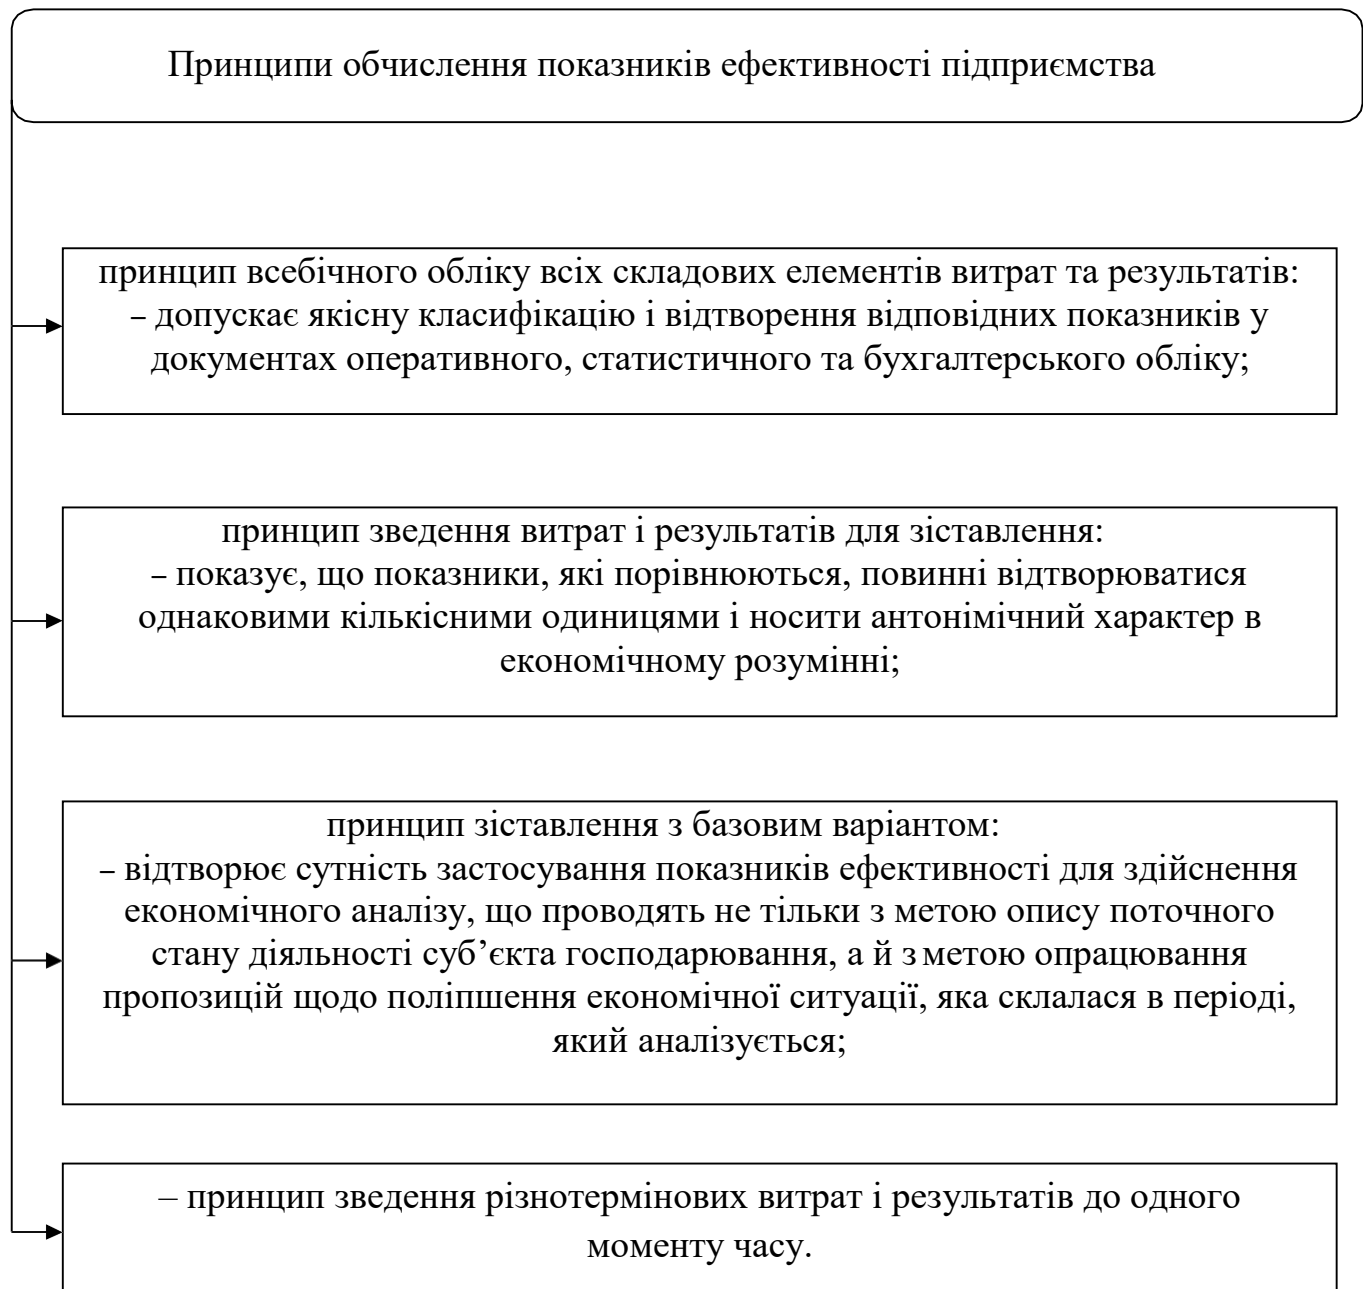 Принципи обчислення показників ефективності підприємства
принцип всебічного обліку всіх складових елементів витрат та результатів:
– допускає якісну класифікацію і відтворення відповідних показників у
документах оперативного, статистичного та бухгалтерського обліку;
принцип зведення витрат і результатів для зіставлення:
– показує, що показники, які порівнюються, повинні відтворюватися
однаковими кількісними одиницями і носити антонімічний характер в
економічному розумінні;
принцип зіставлення з базовим варіантом:
– відтворює сутність застосування показників ефективності для здійснення
економічного аналізу, що проводять не тільки з метою опису поточного
стану діяльності суб’єкта господарювання, а й з метою опрацювання
пропозицій щодо поліпшення економічної ситуації, яка склалася в періоді,
який аналізується;
– принцип зведення різнотермінових витрат і результатів до одного
моменту часу.